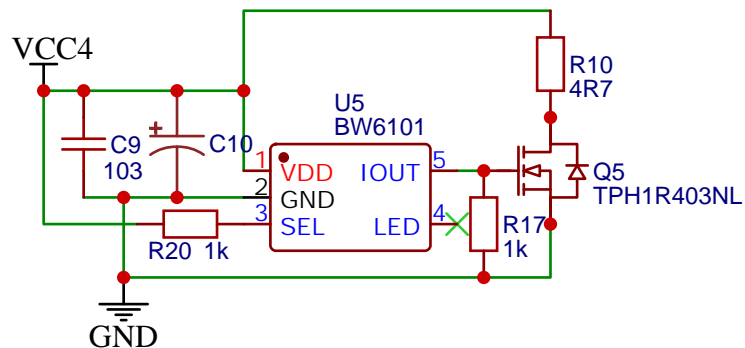 VCC4
R10
4R7
U5
BW6101
C9
103
+
C10
1
VDD
IOUT
5
2
GND
3
SEL
LED
4
R20 1k
R17
1k
Q5
TPH1R403NL
GND